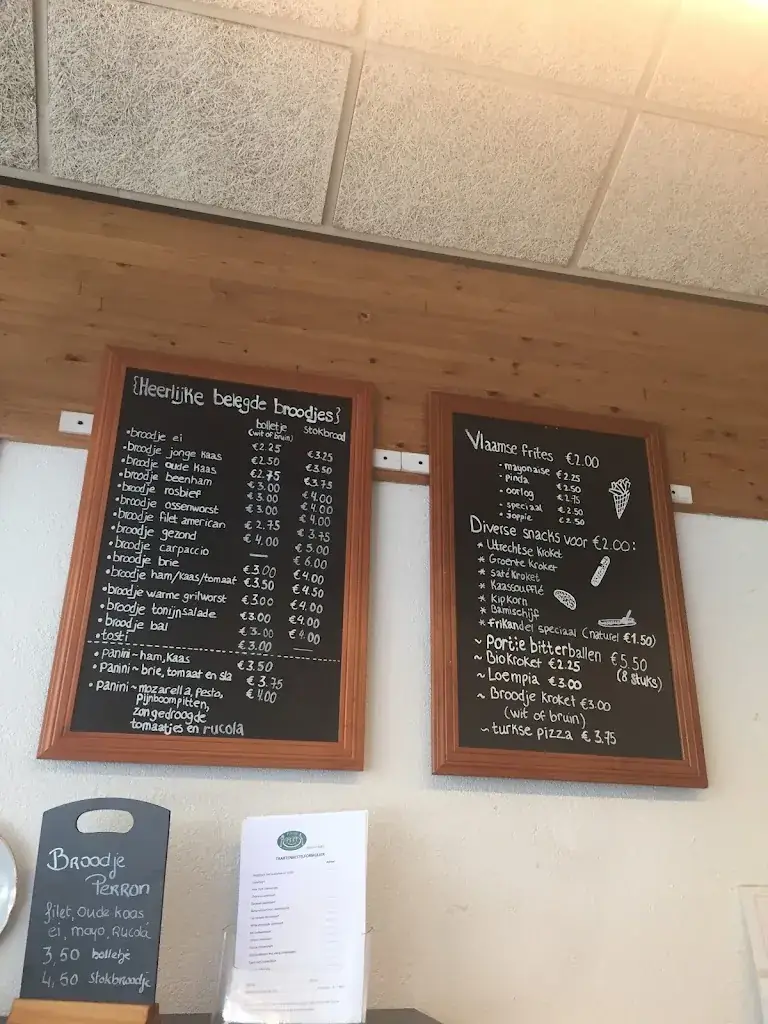 {Heerlijke belegde broodjes}
bolletje stokbrood
(wit of bruin)
• broodje ei €2.25 €3.25
• broodje jonge kaas €2.50 €3.50
• broodje oude kaas €2.75 €3.75
• broodje beenham €3.00 €4.00
• broodje rosbief €3.00 €4.00
• broodje ossenworst €3.00 €4.00
• broodje filet american €2.75 €3.75
• broodje gezond €4.00 €5.00
• broodje carpaccio — €6.00
• broodje brie €3.00 €4.00
• broodje ham/kaas/tomaat €3.50 €4.50
• broodje warme grilworst €3.00 €4.00
• broodje tonijnsalade €3.00 €4.00
• broodje bal €3.00 €4.00
• tosti €3.00 —
• panini ~ ham, kaas €3.50
• Panini ~ brie, tomaat en sla €3.75
• panini ~ mozarella, pesto, €4.00
pijnboompitten,
zongedroogde
tomaatjes en rucola
Vlaamse frites €2.00
• mayonaise €2.25
• pinda €2.50
• oorlog €2.75
• speciaal €2.50
• joppie €2.50
Diverse snacks voor €2.00:
* Utrechtse kroket
* Groente kroket
* Saté kroket
* Kaassoufflé
* Kipkorn
* Bamischijf
* frikandel speciaal (naturel €1.50)
~ portie bitterballen €5.50
(8 stuks)
~ Biokroket €2.25
~ Loempia €3.00
~ Broodje kroket €3.00
(wit of bruin)
~ turkse pizza €3.75
Broodje
Perron
filet, oude kaas,
ei, mayo, rucola
3,50 bolletje
4,50 stokbroodje